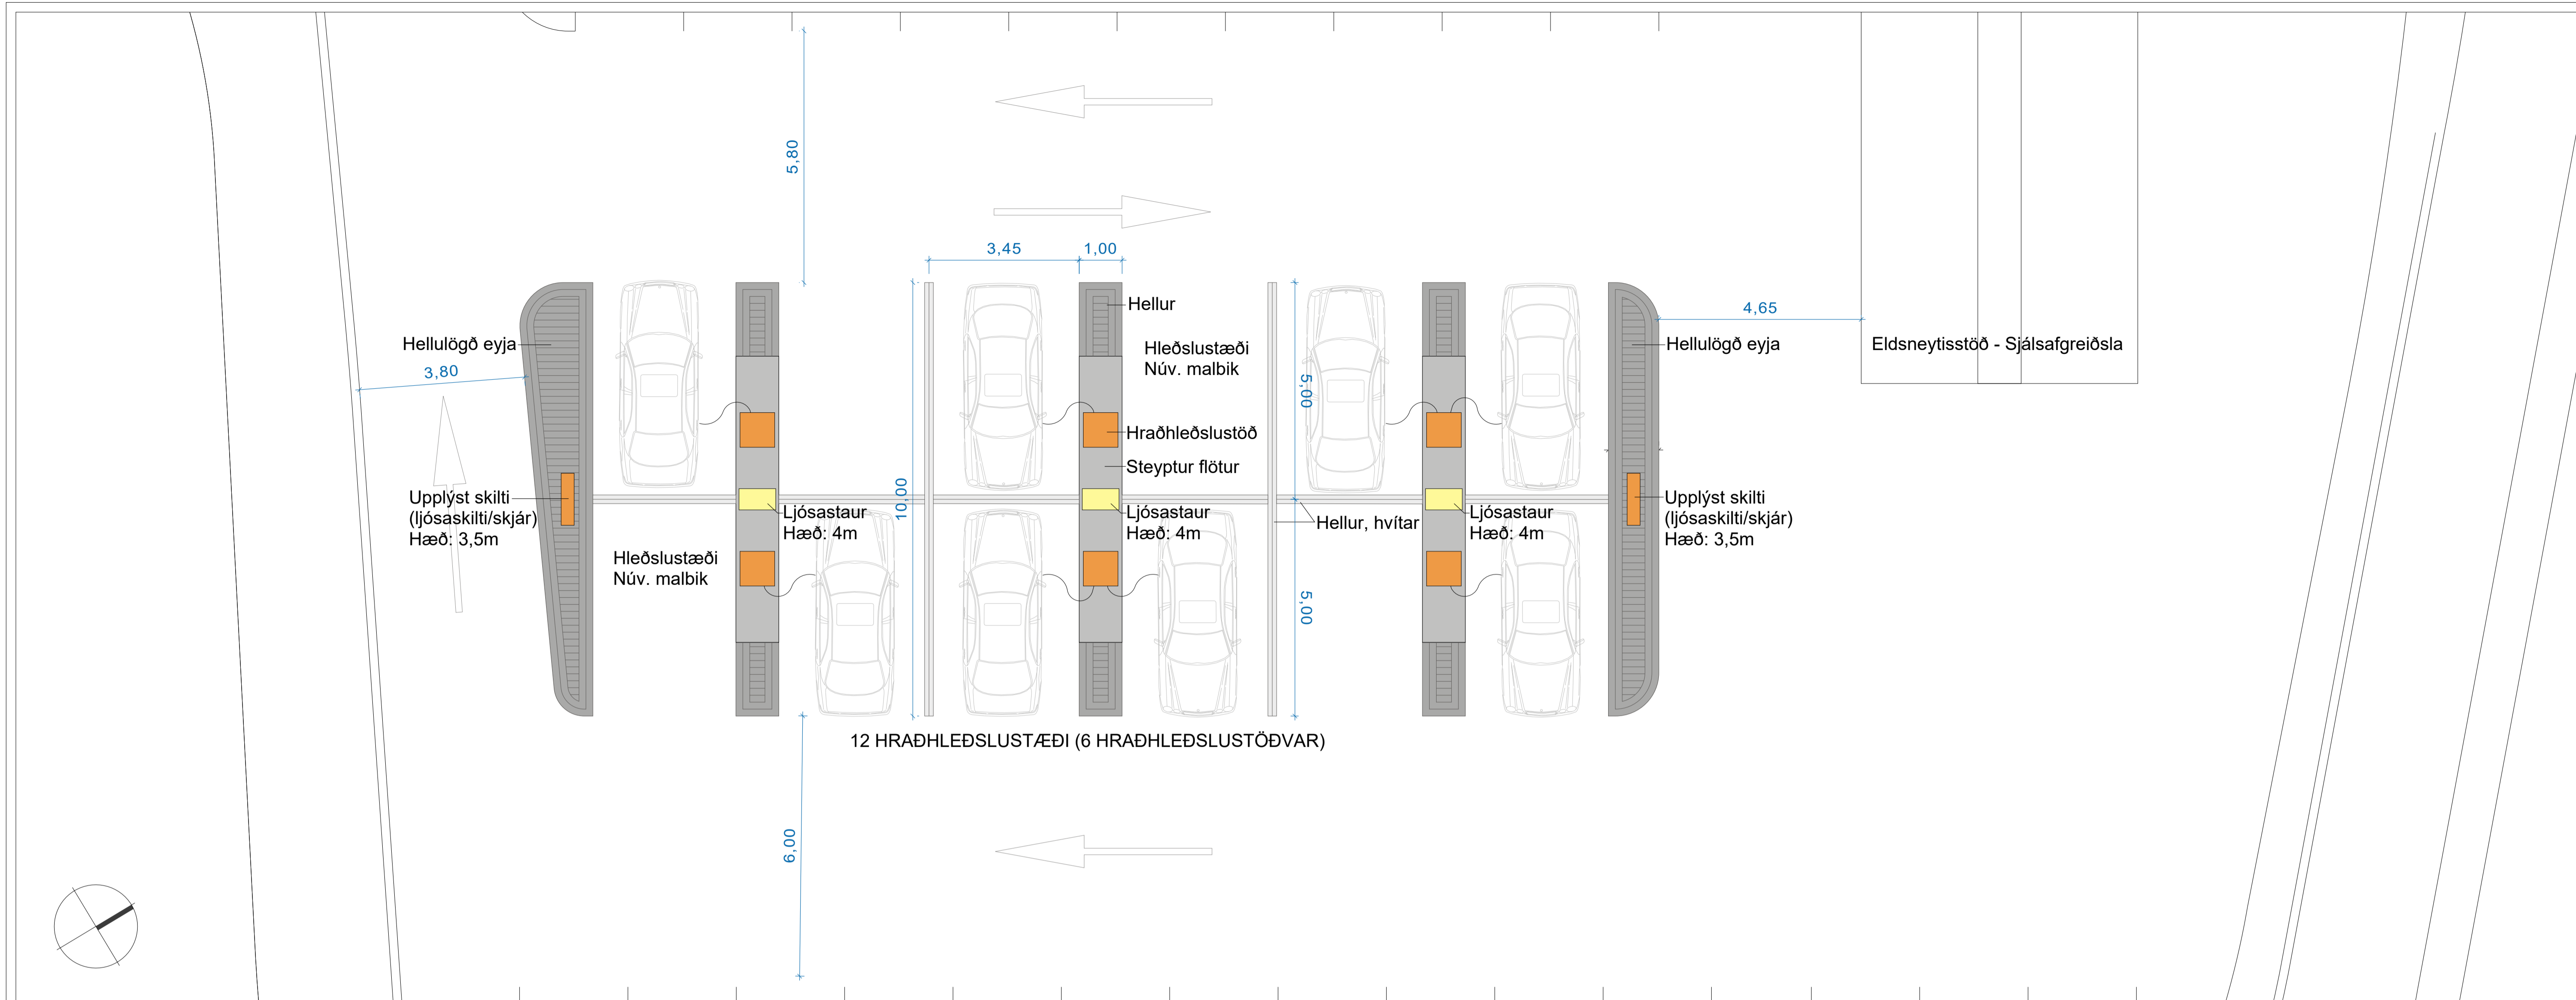 5,80
3,45
1,00
Hellur
4,65
Hellulögð eyja
Hleðslustæði
Núv. malbik
Hellulögð eyja
Eldsneytisstöð - Sjálsafgreiðsla
3,80
5,00
Hraðhleðslustöð
Steyptur flötur
10,00
Upplýst skilti
(ljósaskilti/skjár)
Hæð: 3,5m
Ljósastaur
Hæð: 4m
Ljósastaur
Hæð: 4m
Hellur, hvítar
Ljósastaur
Hæð: 4m
Upplýst skilti
(ljósaskilti/skjár)
Hæð: 3,5m
Hleðslustæði
Núv. malbik
5,00
12 HRAÐHLEÐSLUSTÆÐI (6 HRAÐHLEÐSLUSTÖÐVAR)
6,00